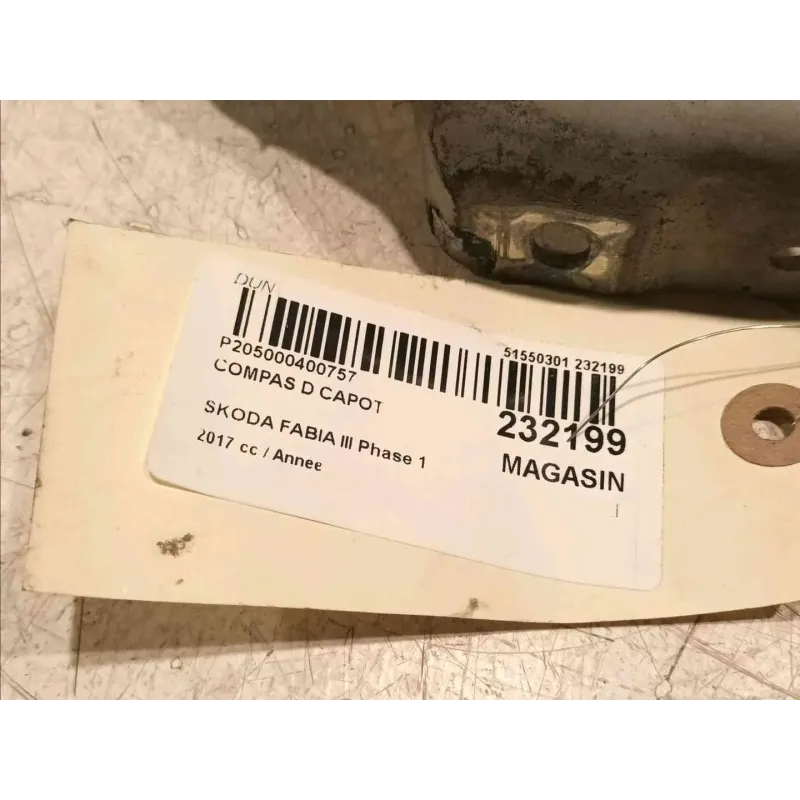 DUN
P205000400757 51550301 232199
COMPAS D CAPOT 232199
SKODA FABIA III Phase 1 MAGASIN
2017 cc / Annee